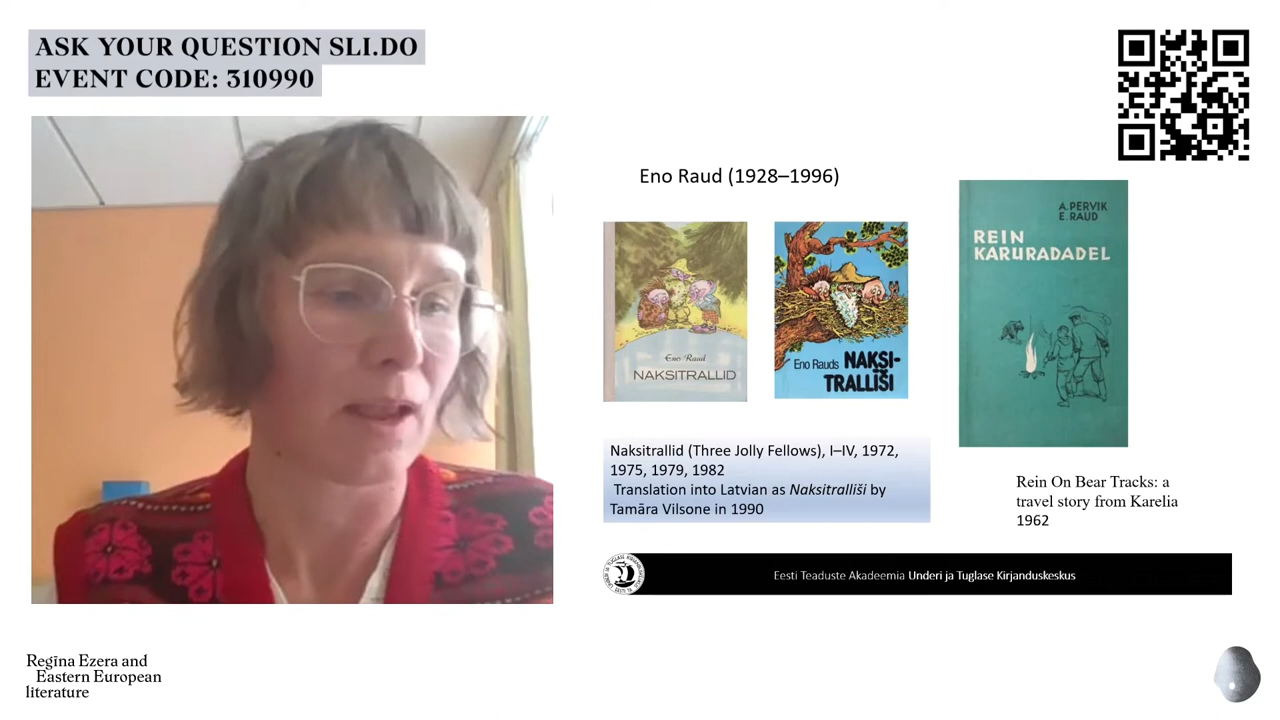 ASK YOUR QUESTION SLI.DO
EVENT CODE: 310990
Eno Raud (1928–1996)
Eno Raud
NAKSITRALLID
Eno Rauds NAKSI-
TRALLIŠI
A. PERVIK
E. RAUD
REIN
KARURADADEL
Naksitrallid (Three Jolly Fellows), I–IV, 1972,
1975, 1979, 1982
Translation into Latvian as Naksitralliši by
Tamāra Vilsone in 1990
Rein On Bear Tracks: a
travel story from Karelia
1962
Eesti Teaduste Akadeemia Underi ja Tuglase Kirjanduskeskus
Regīna Ezera and
Eastern European
literature